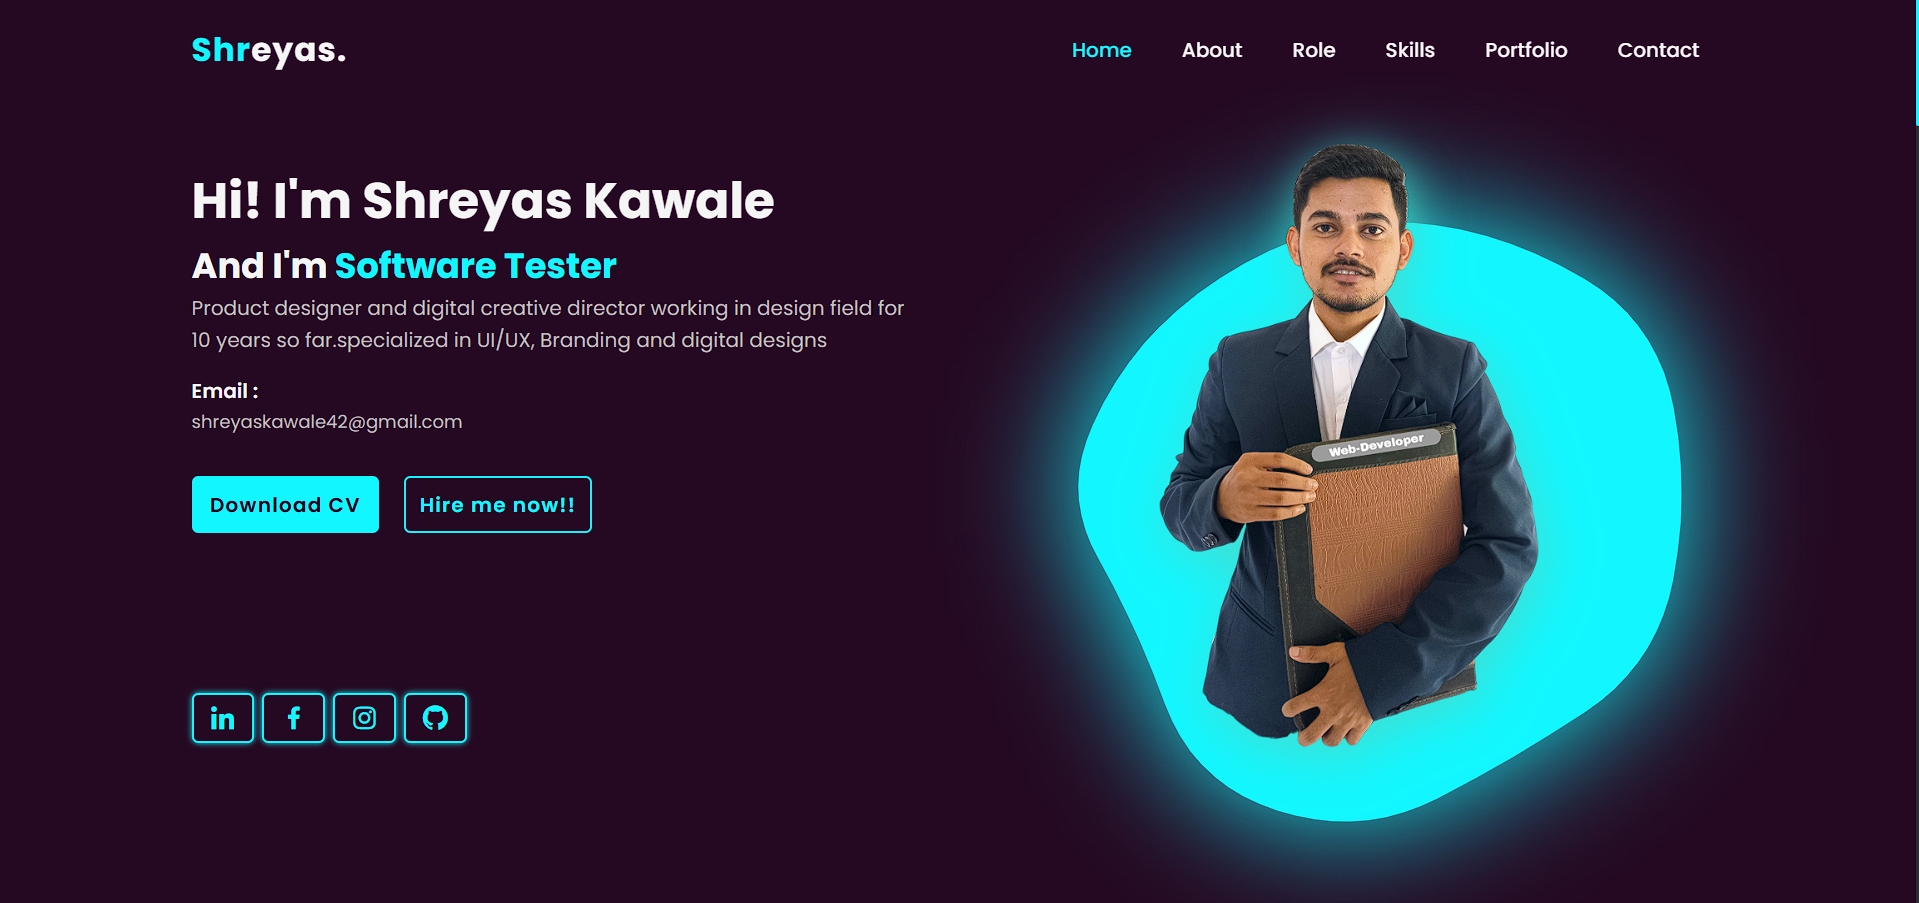 Shreyas.
Home About Role Skills Portfolio Contact
Hi! I'm Shreyas Kawale
And I'm Software Tester
Product designer and digital creative director working in design field for
10 years so far.specialized in UI/UX, Branding and digital designs
Email :
shreyaskawale42@gmail.com
Download CV
Hire me now!!
in
f
Web-Developer